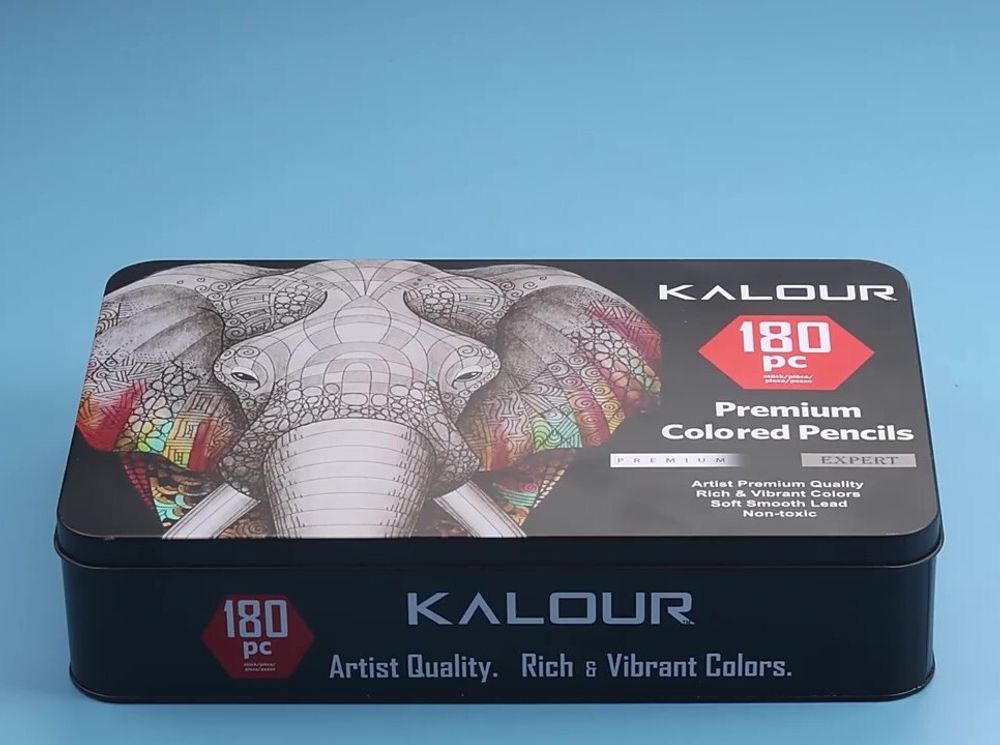 KALOUR
180
pc
Premium
Colored Pencils
PREMIUM EXPERT
Artist Premium Quality
Rich & Vibrant Colors
Soft Smooth Lead
Non-toxic
180
pc
KALOUR
Artist Quality. Rich & Vibrant Colors.